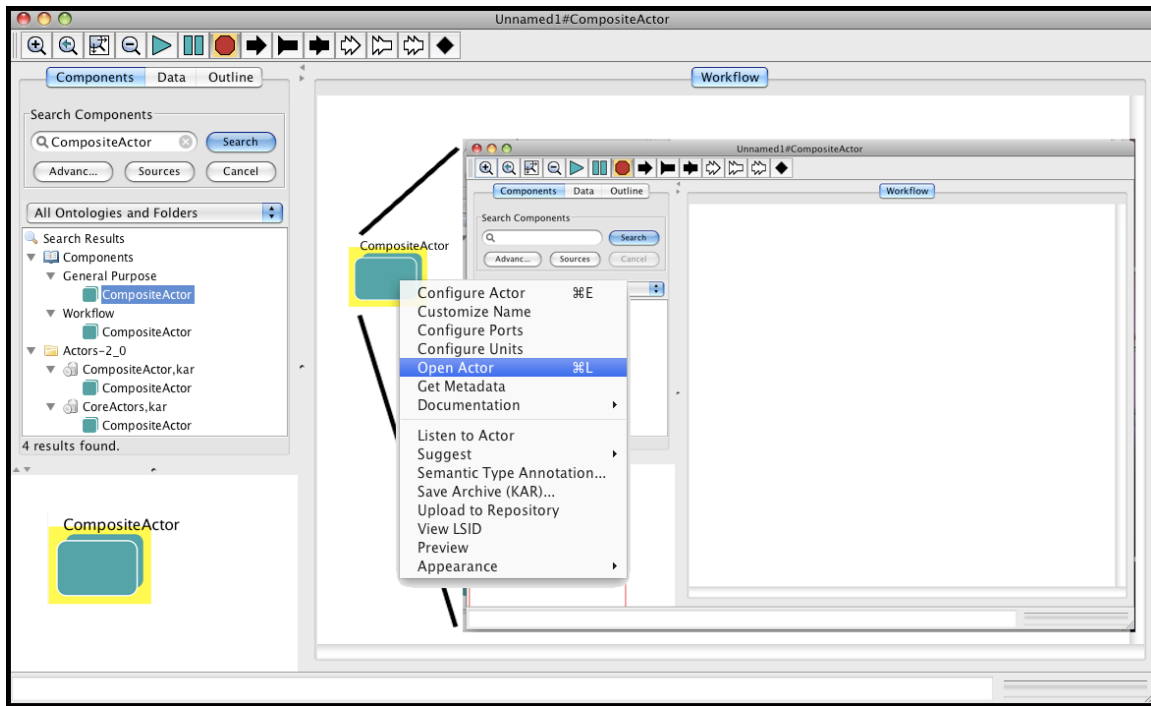 Unnamed1#CompositeActor
Components Data Outline
Workflow
Search Components
CompositeActor Search
Advanc... Sources Cancel
All Ontologies and Folders
Search Results
Components
General Purpose
CompositeActor
Workflow
CompositeActor
Actors-2_0
CompositeActor,kar
CompositeActor
CoreActors,kar
CompositeActor
4 results found.
CompositeActor
CompositeActor
Unnamed1#CompositeActor
Components Data Outline
Workflow
Search Components
Search
Advanc... Sources Cancel
Configure Actor ⌘E
Customize Name
Configure Ports
Configure Units
Open Actor ⌘L
Get Metadata
Documentation
Listen to Actor
Suggest
Semantic Type Annotation...
Save Archive (KAR)...
Upload to Repository
View LSID
Preview
Appearance